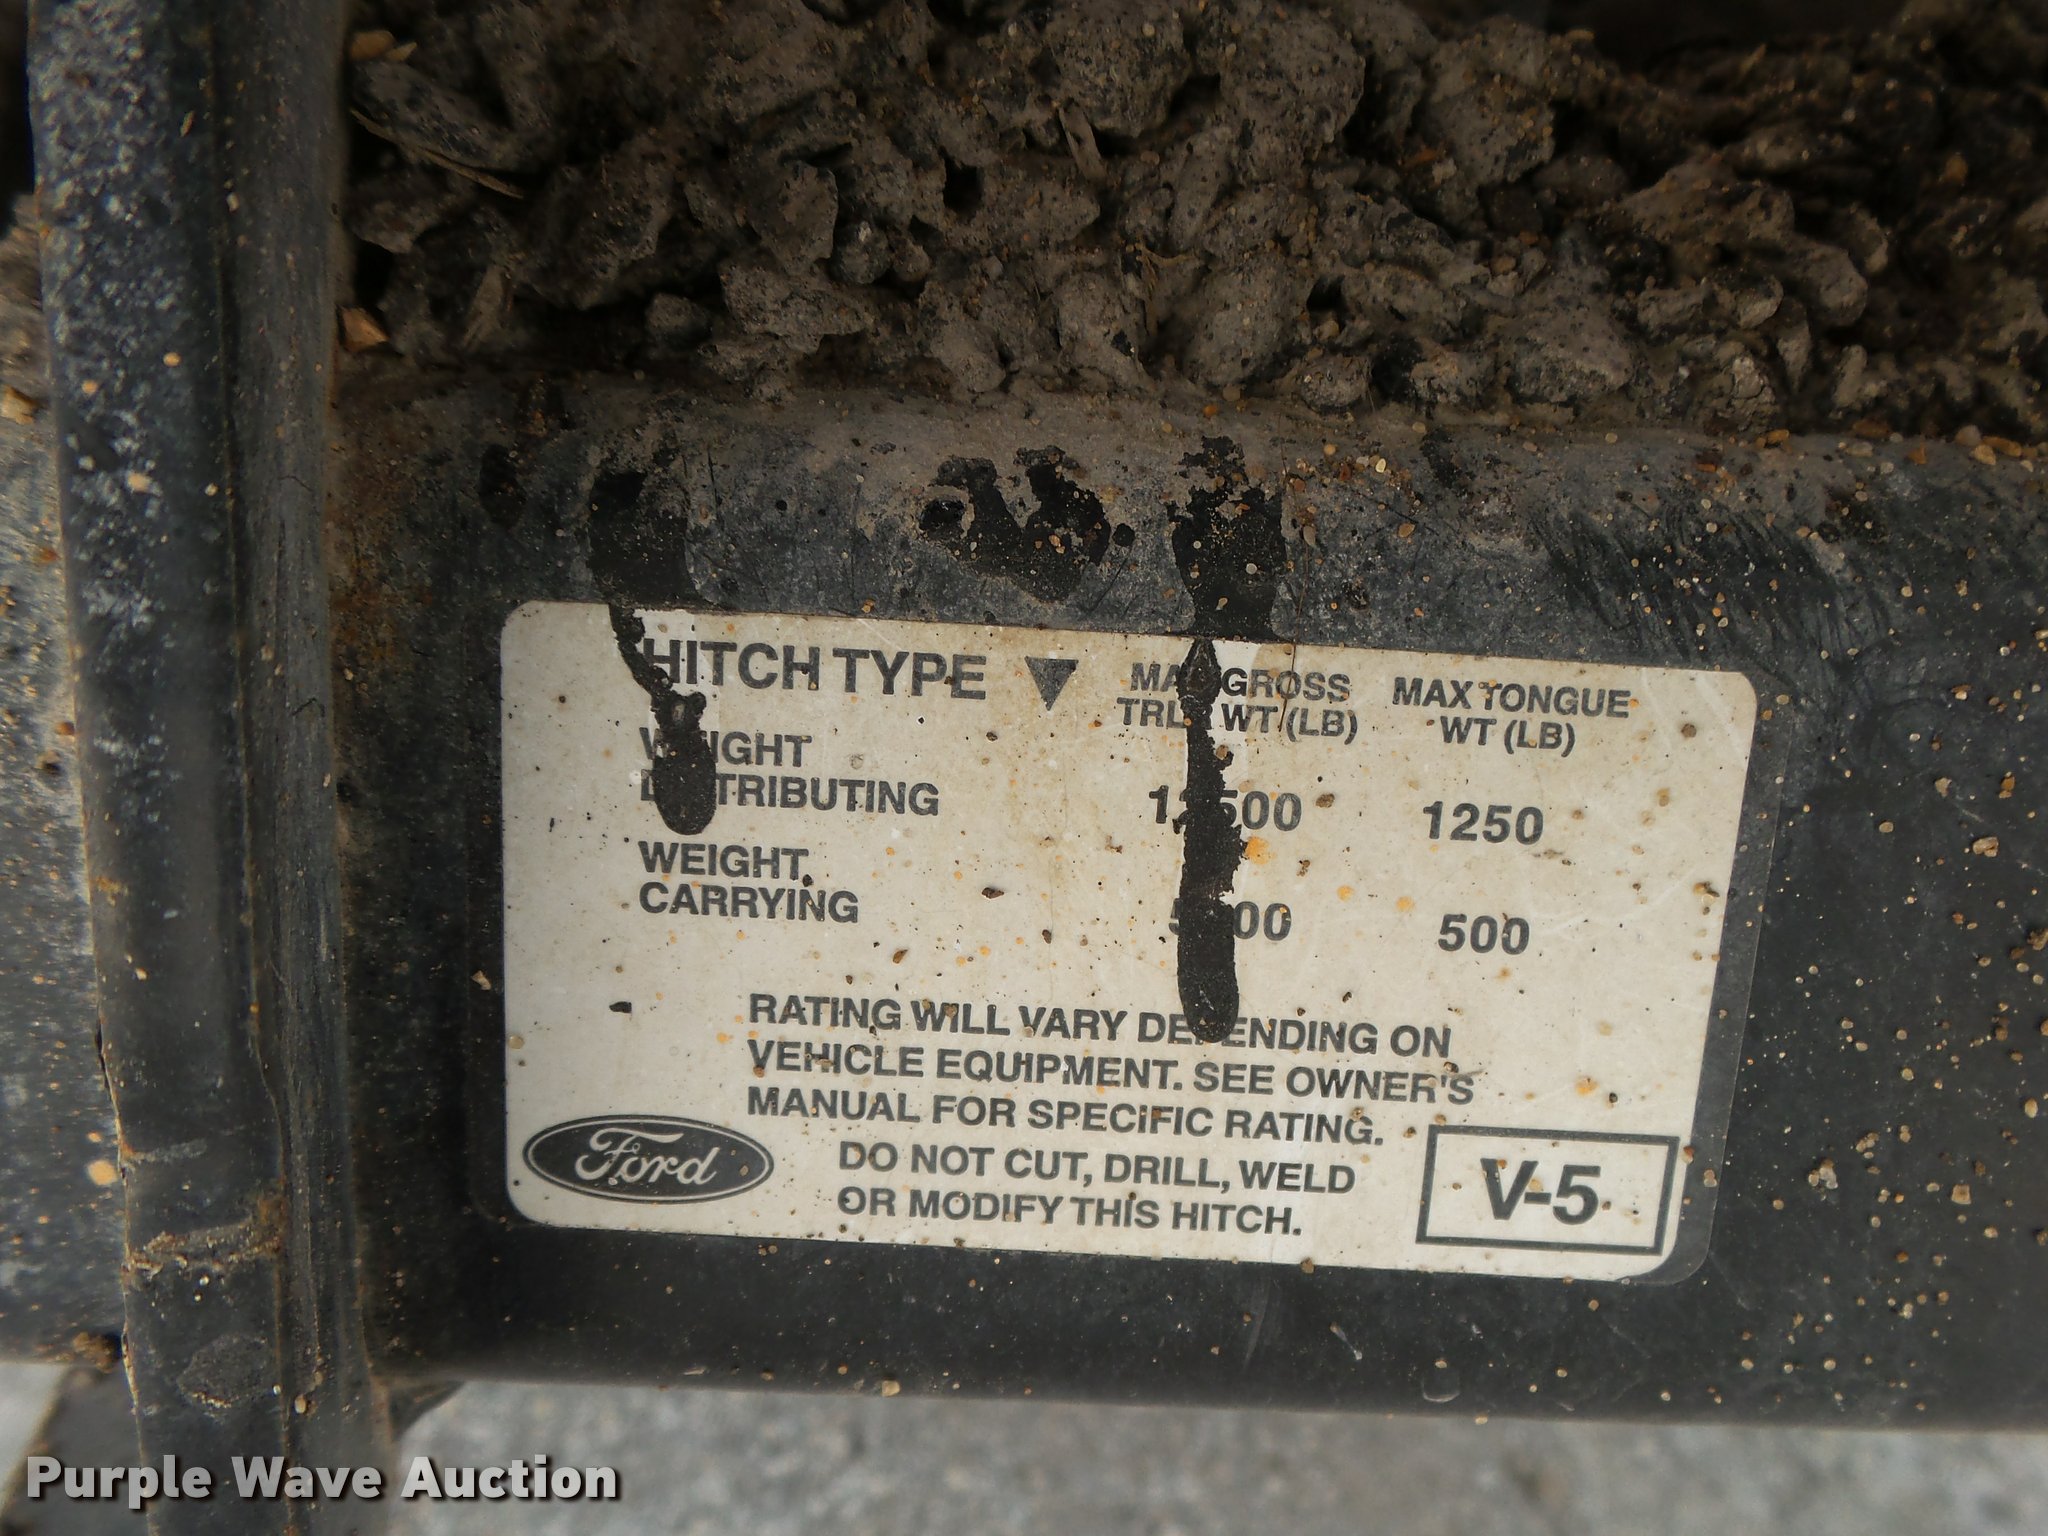 HITCH TYPE ▼ GROSS MAX TONGUE
WT (LB) WT (LB)
WEIGHT
DISTRIBUTING 1250
WEIGHT
CARRYING 500
RATING WILL VARY DEPENDING ON
VEHICLE EQUIPMENT. SEE OWNER'S
MANUAL FOR SPECIFIC RATING.
Ford
DO NOT CUT, DRILL, WELD
OR MODIFY THIS HITCH.
V-5
Purple Wave Auction